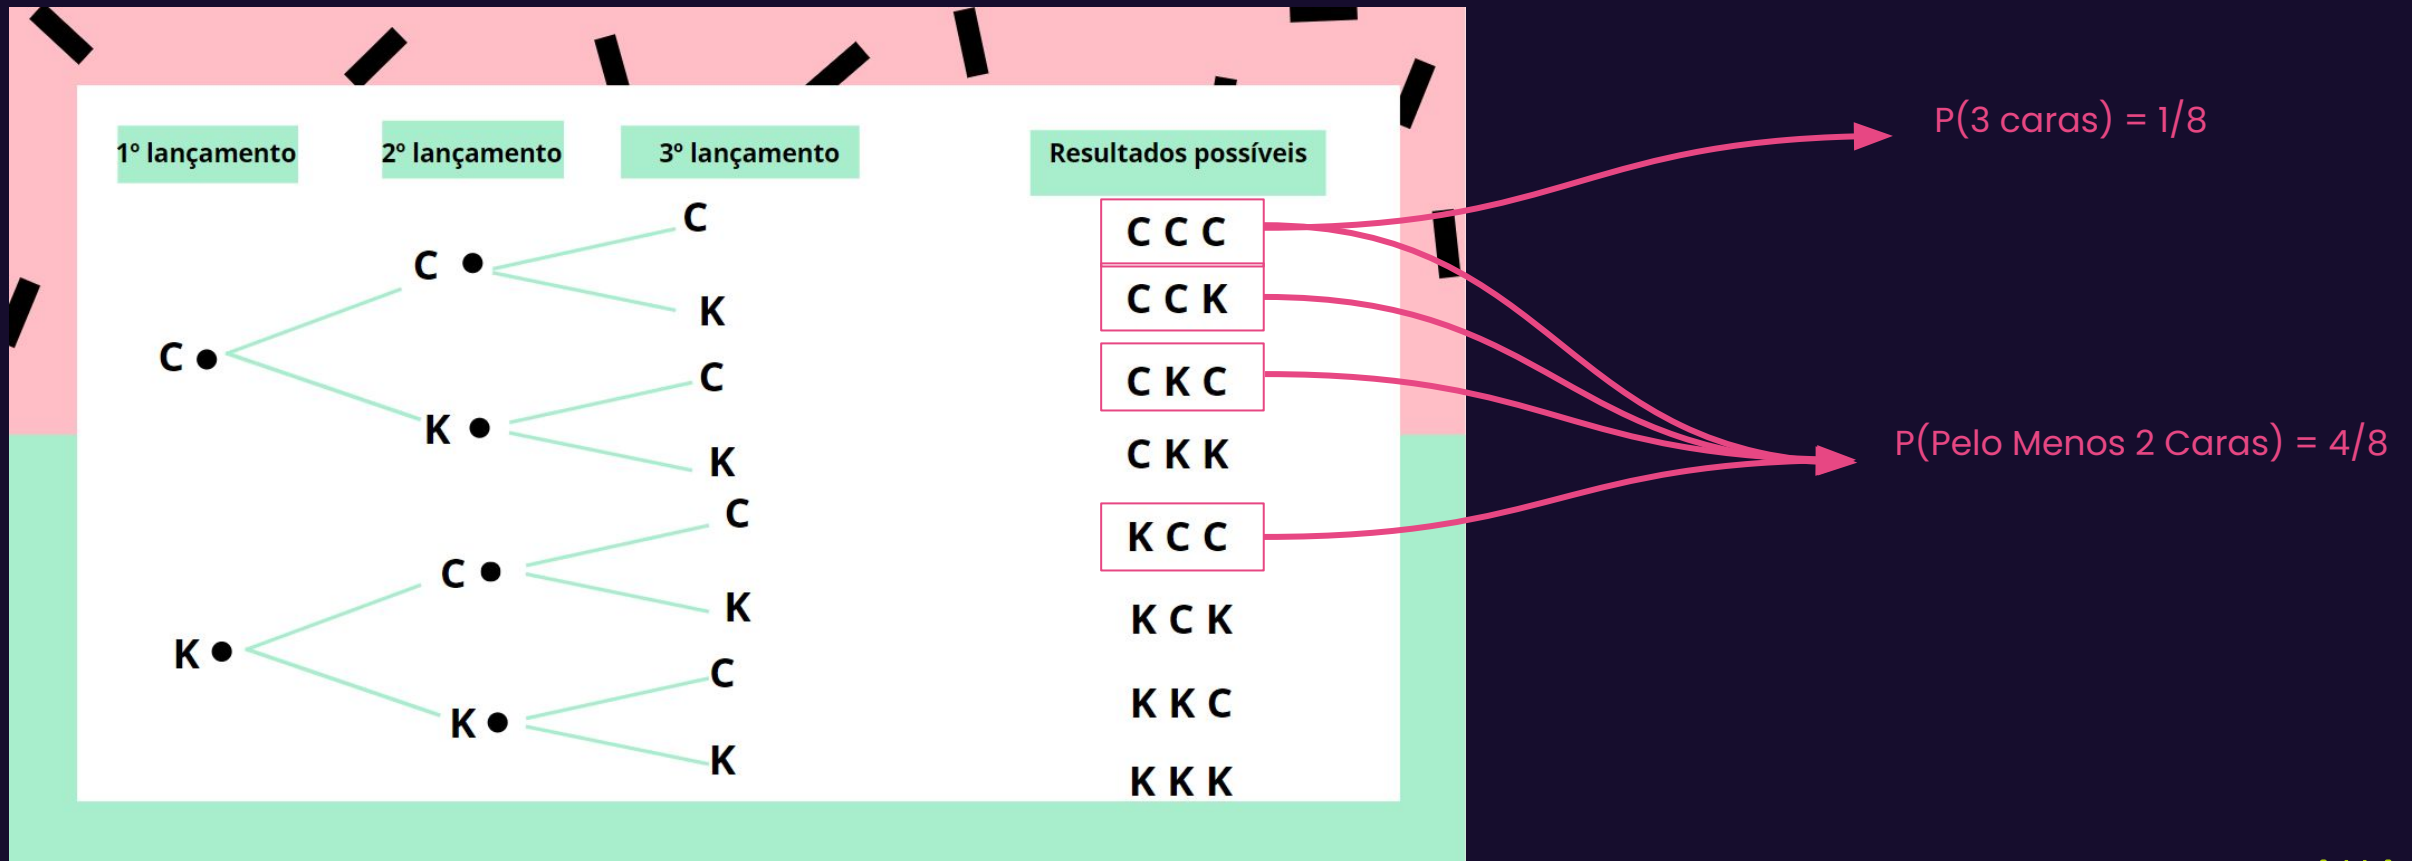 1º lançamento
2º lançamento
3º lançamento
Resultados possíveis
P(3 caras) = 1/8
C
C C C
C
K
C C K
C
C
C K C
K
P(Pelo Menos 2 Caras) = 4/8
K
C K K
C
K C C
C
K
K C K
K
C
K K C
K
K
K K K